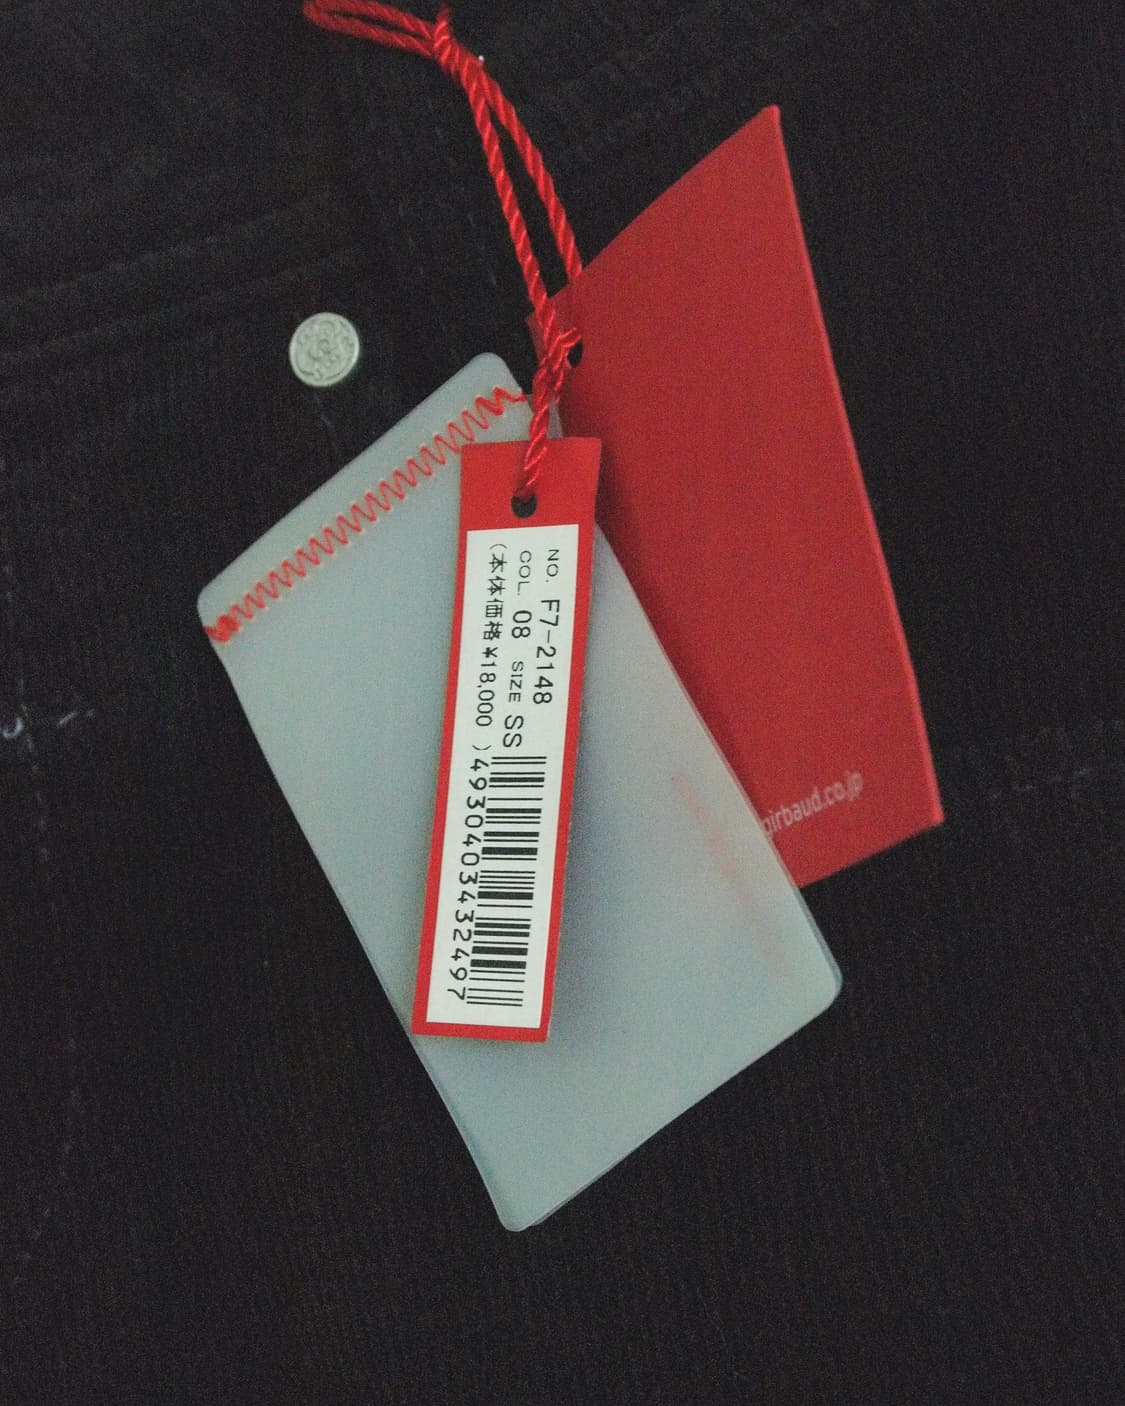 NO. F7-2148
COL. 08 SIZE SS
(本体価格¥18,000 )
4930403432497
girbaud.co.jp